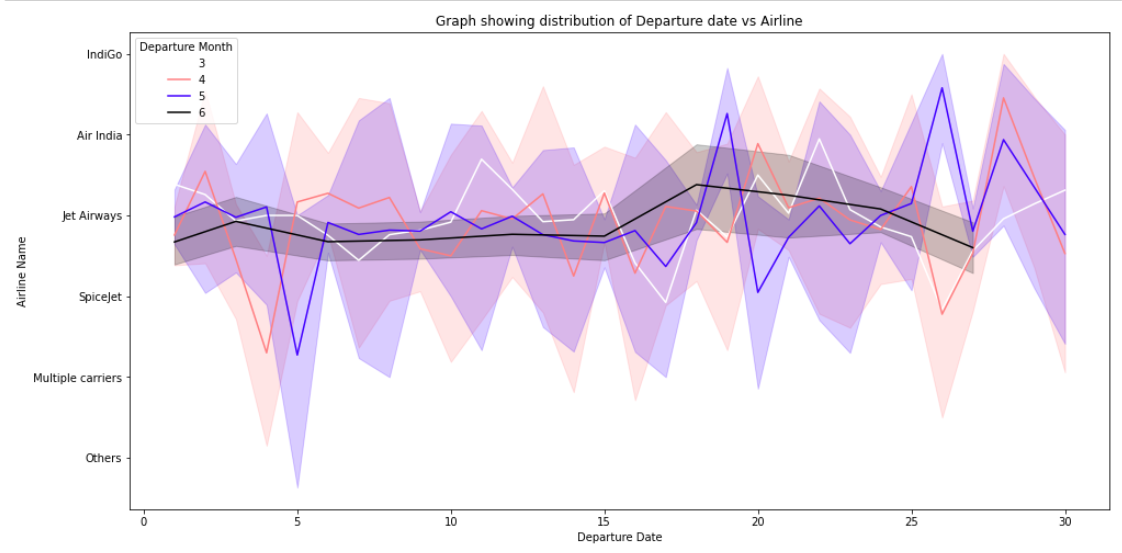 Graph showing distribution of Departure date vs Airline
Departure Month
3
4
5
6
IndiGo
Air India
Jet Airways
SpiceJet
Multiple carriers
Others
Airline Name
0 5 10 15 20 25 30
Departure Date